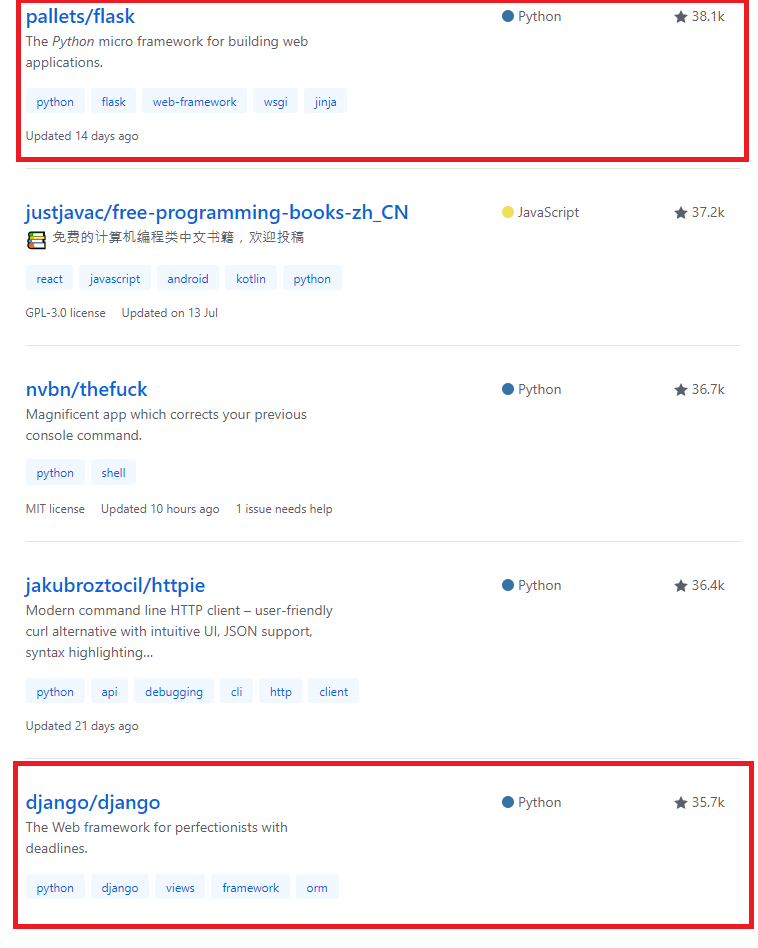 pallets/flask Python 38.1k
The Python micro framework for building web
applications.
python flask web-framework wsgi jinja
Updated 14 days ago
justjavac/free-programming-books-zh_CN JavaScript 37.2k
免费的计算机编程类中文书籍，欢迎投稿
react javascript android kotlin python
GPL-3.0 license Updated on 13 Jul
nvbn/thefuck Python 36.7k
Magnificent app which corrects your previous
console command.
python shell
MIT license Updated 10 hours ago 1 issue needs help
jakubroztocil/httpie Python 36.4k
Modern command line HTTP client – user-friendly
curl alternative with intuitive UI, JSON support,
syntax highlighting...
python api debugging cli http client
Updated 21 days ago
django/django Python 35.7k
The Web framework for perfectionists with
deadlines.
python django views framework orm